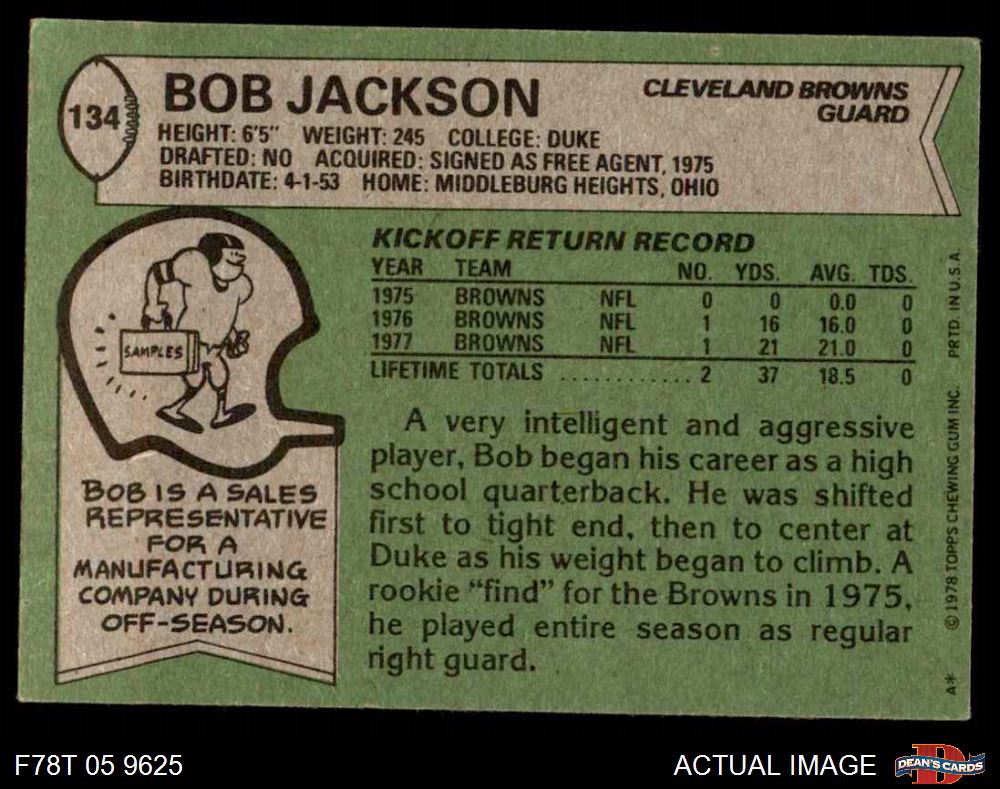 134
BOB JACKSON
CLEVELAND BROWNS
GUARD
HEIGHT: 6'5" WEIGHT: 245 COLLEGE: DUKE
DRAFTED: NO ACQUIRED: SIGNED AS FREE AGENT, 1975
BIRTHDATE: 4-1-53 HOME: MIDDLEBURG HEIGHTS, OHIO
SAMPLES
BOB IS A SALES
REPRESENTATIVE
FOR A
MANUFACTURING
COMPANY DURING
OFF-SEASON.
KICKOFF RETURN RECORD
YEAR TEAM NO. YDS. AVG. TDS.
1975 BROWNS NFL 0 0 0.0 0
1976 BROWNS NFL 1 16 16.0 0
1977 BROWNS NFL 1 21 21.0 0
LIFETIME TOTALS ............ 2 37 18.5 0
A very intelligent and aggressive
player, Bob began his career as a high
school quarterback. He was shifted
first to tight end, then to center at
Duke as his weight began to climb. A
rookie “find” for the Browns in 1975,
he played entire season as regular
right guard.
A* © 1978 TOPPS CHEWING GUM INC. PRTD. IN U.S.A.
F78T 05 9625
ACTUAL IMAGE
D
DEAN'S CARDS